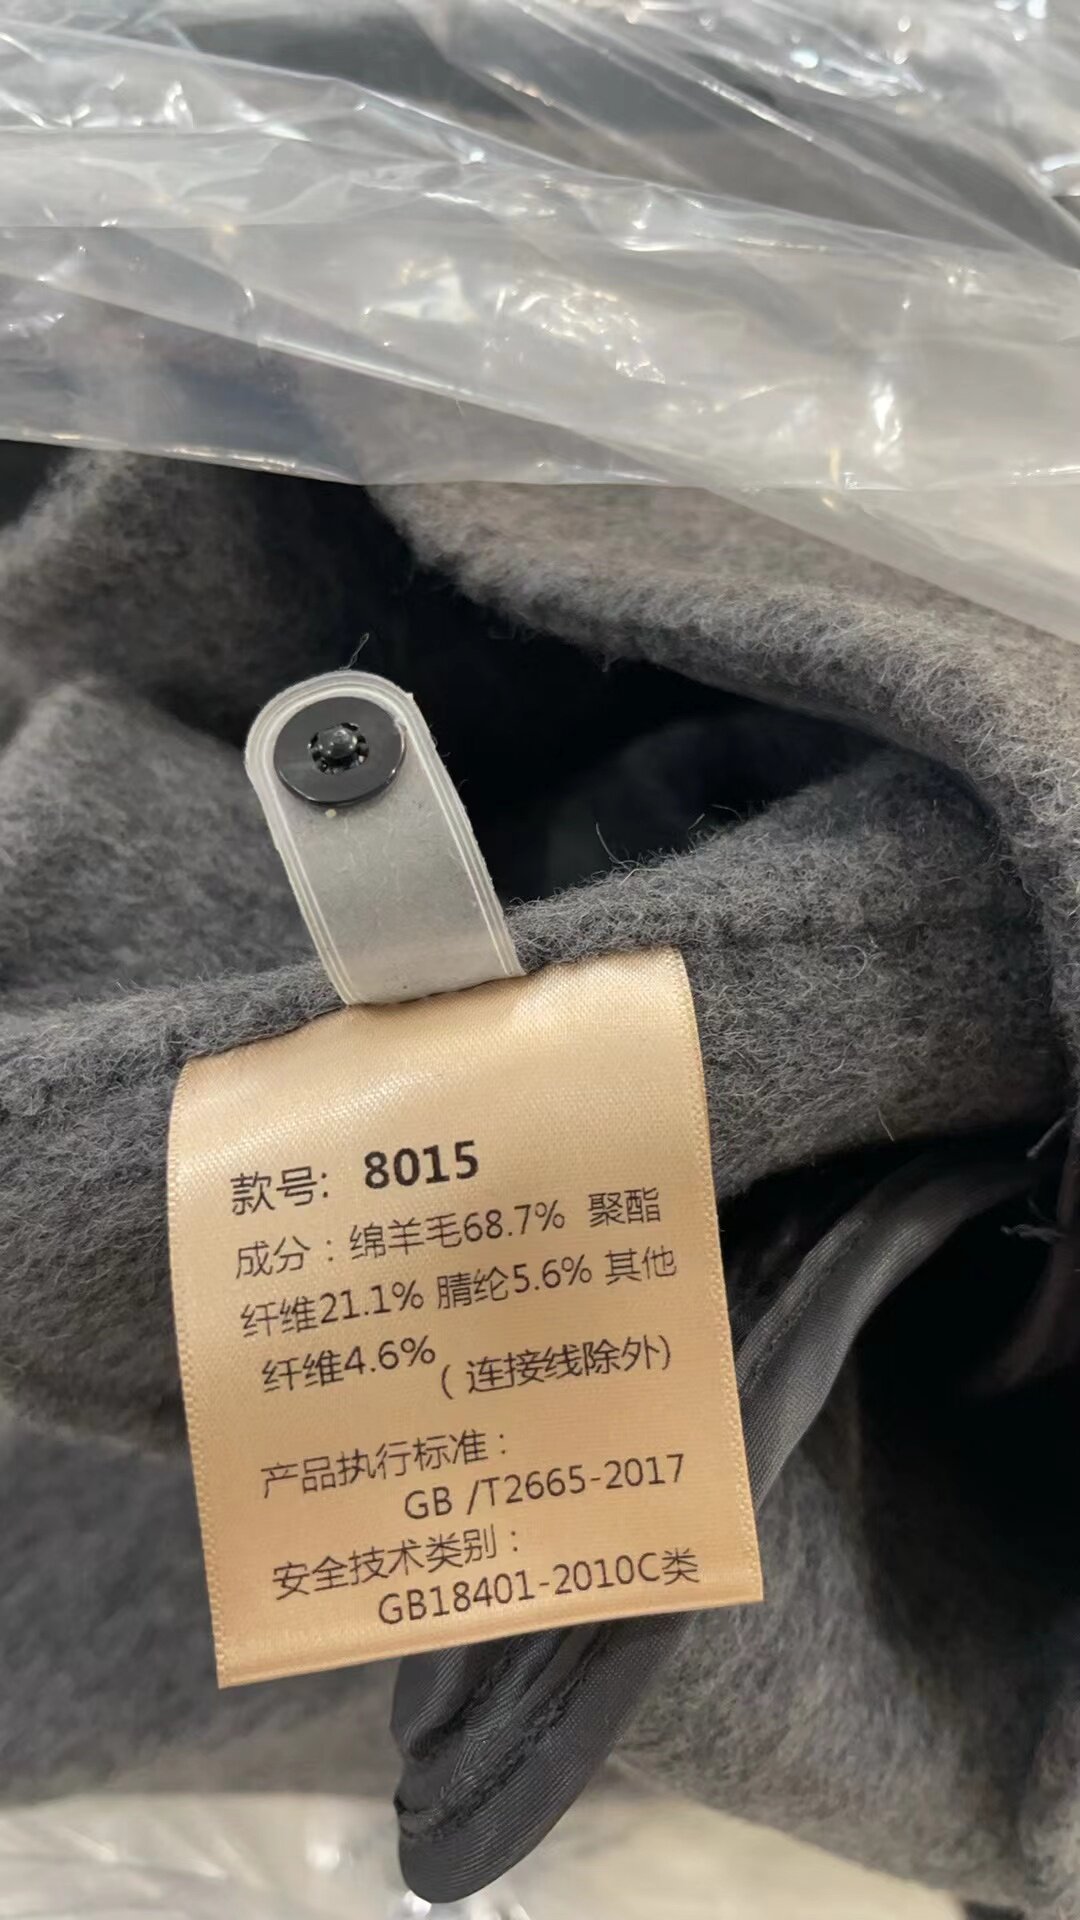 款号: 8015
成分：绵羊毛68.7% 聚酯
纤维21.1% 腈纶5.6% 其他
纤维4.6%（连接线除外）
产品执行标准：
GB /T2665-2017
安全技术类别：
GB18401-2010C类